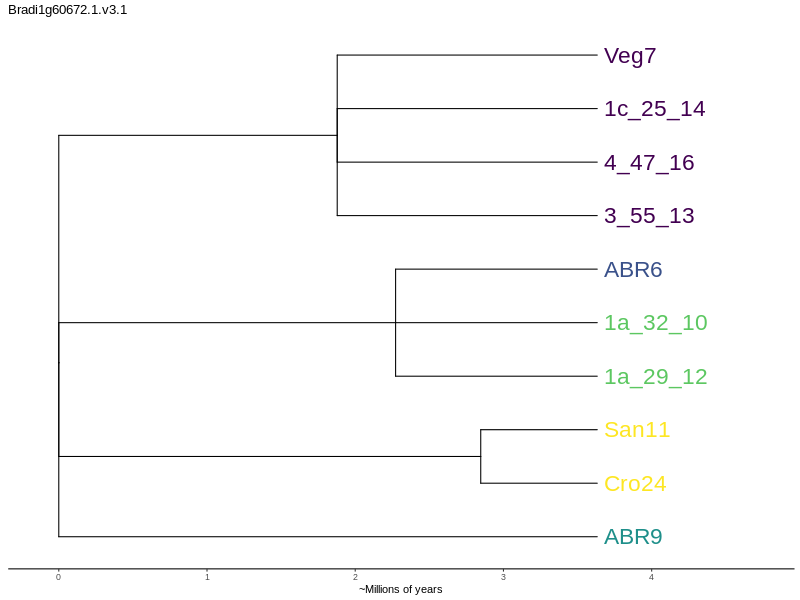 Bradi1g60672.1.v3.1
Veg7
1c_25_14
4_47_16
3_55_13
ABR6
1a_32_10
1a_29_12
San11
Cro24
ABR9
0 1 2 3 4
~Millions of years